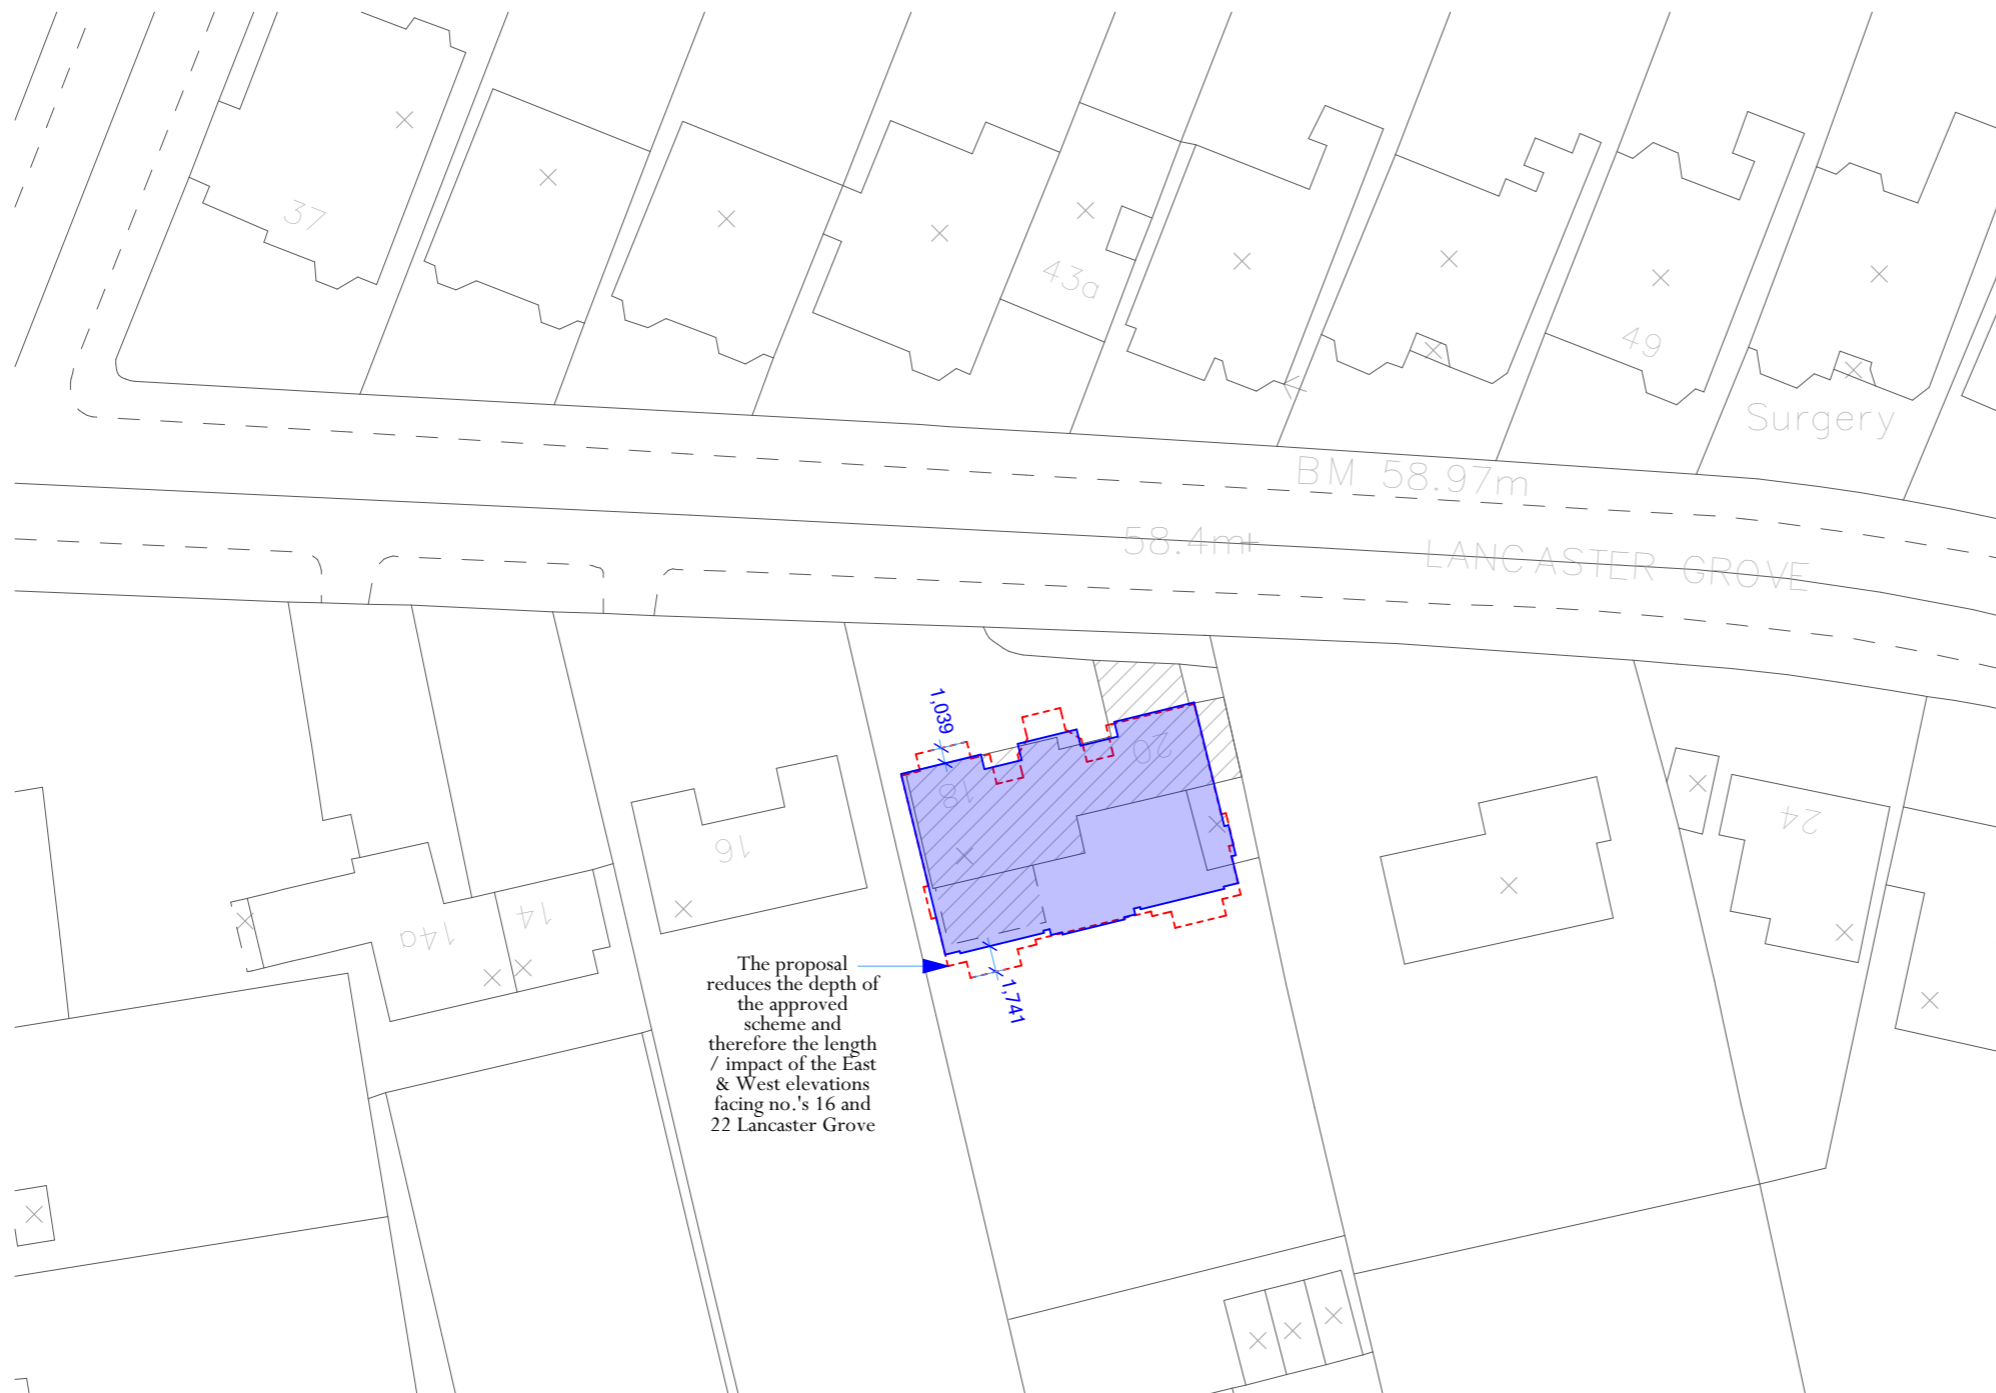 37
43a
49
Surgery
BM 58.97m
58.4m
LANCASTER GROVE
1,039
20
18
16
24
14
14a
The proposal
reduces the depth of
the approved
scheme and
therefore the length
/ impact of the East
& West elevations
facing no.'s 16 and
22 Lancaster Grove
1,741